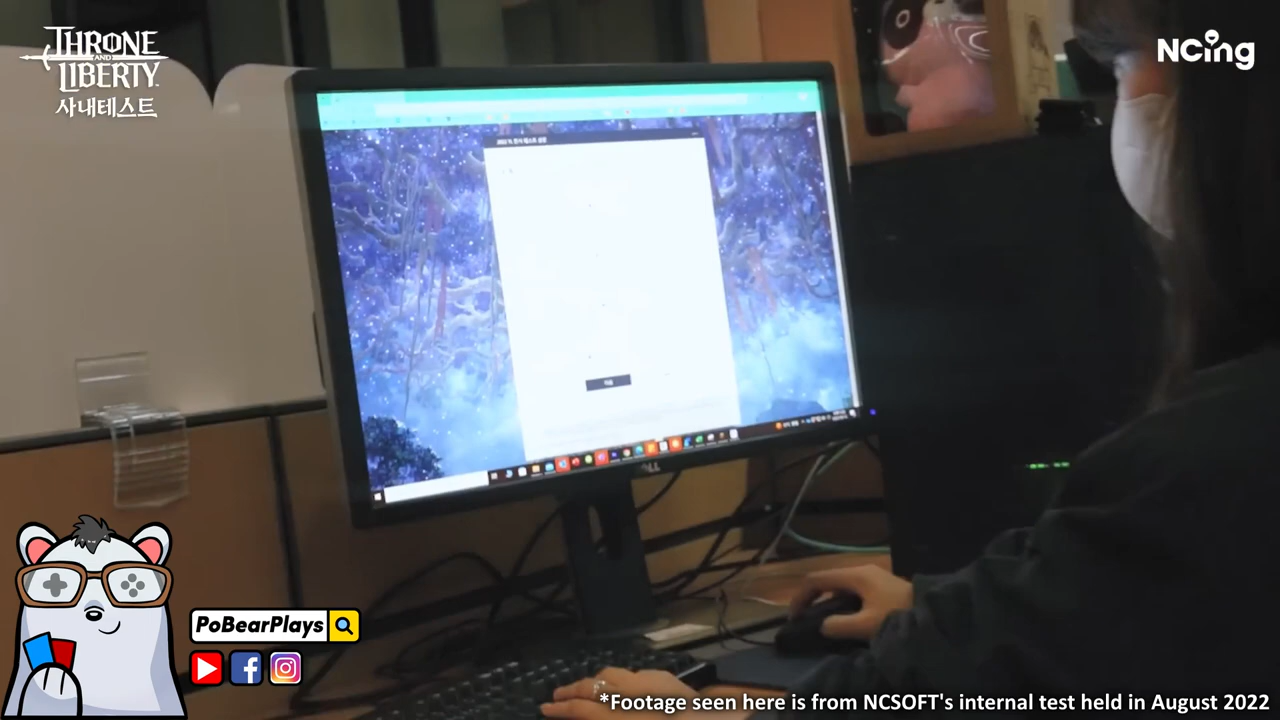 THRONE
AND
LIBERTY™
사내테스트
NCing
PoBearPlays
*Footage seen here is from NCSOFT's internal test held in August 2022